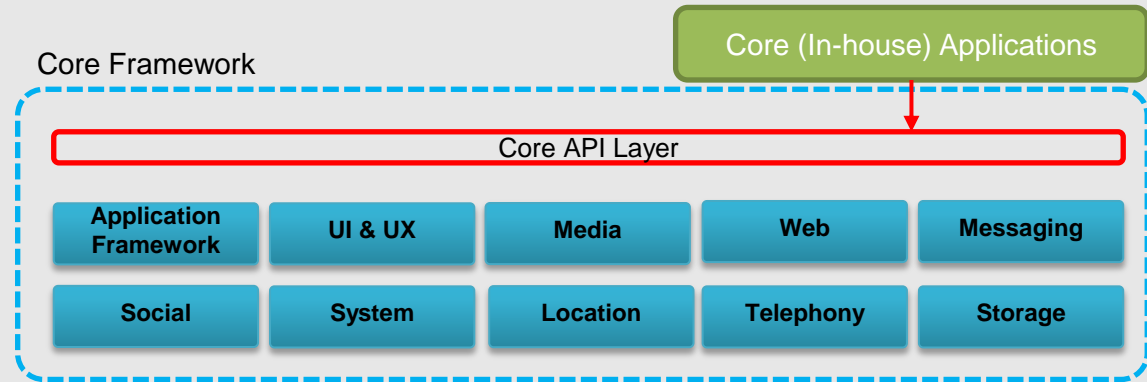 Core (In-house) Applications
Core Framework
Core API Layer
Application
Framework
UI & UX
Media
Web
Messaging
Social
System
Location
Telephony
Storage